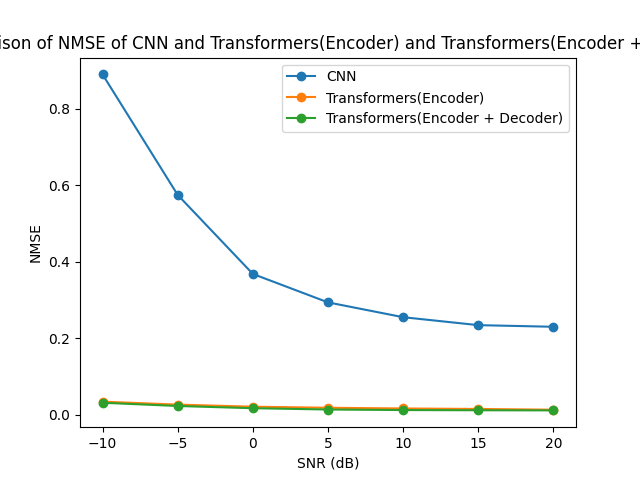 ison of NMSE of CNN and Transformers(Encoder) and Transformers(Encoder +
CNN
Transformers(Encoder)
Transformers(Encoder + Decoder)
NMSE
0.8
0.6
0.4
0.2
0.0
−10 −5 0 5 10 15 20
SNR (dB)